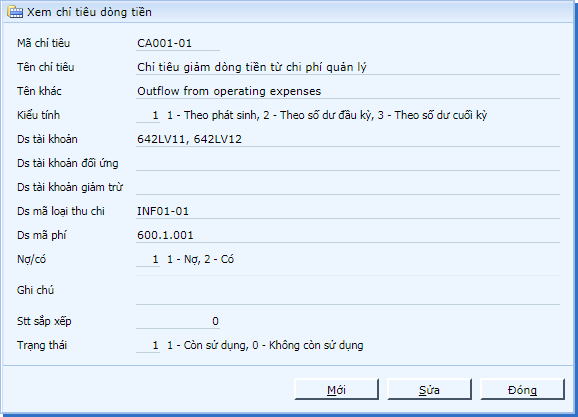 Xem chỉ tiêu dòng tiền
Mã chỉ tiêu CA001-01
Tên chỉ tiêu Chỉ tiêu giảm dòng tiền từ chi phí quản lý
Tên khác Outflow from operating expenses
Kiểu tính 1 1 - Theo phát sinh, 2 - Theo số dư đầu kỳ, 3 - Theo số dư cuối kỳ
Ds tài khoản 642LV11, 642LV12
Ds tài khoản đối ứng
Ds tài khoản giảm trừ
Ds mã loại thu chi INF01-01
Ds mã phí 600.1.001
Nợ/có 1 1 - Nợ, 2 - Có
Ghi chú
Stt sắp xếp 0
Trạng thái 1 1 - Còn sử dụng, 0 - Không còn sử dụng
Mới Sửa Đóng